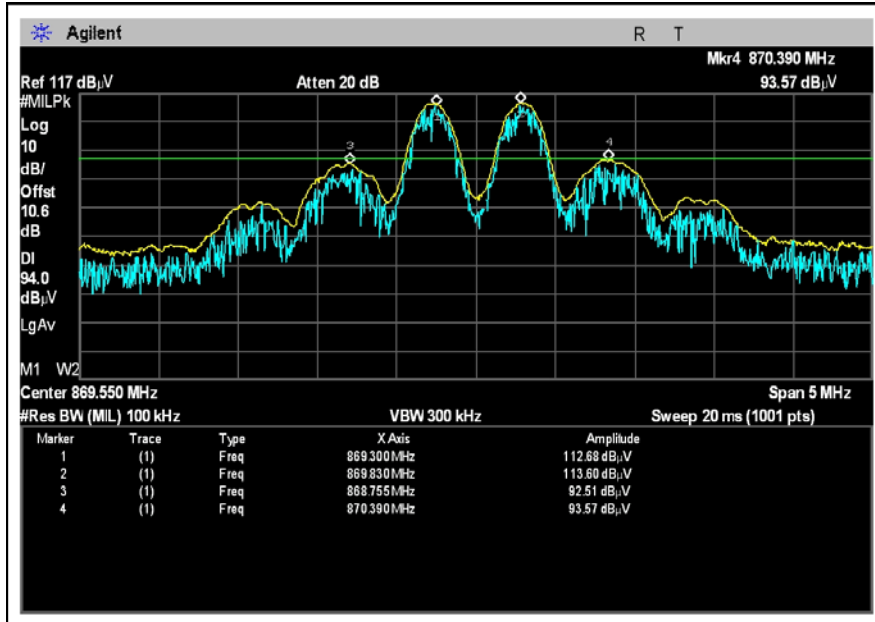 Agilent R T
Mkr4 870.390 MHz
Ref 117 dBµV Atten 20 dB 93.57 dBµV
#MILPk
Log
10
dB/
Offst
10.6
dB
DI
94.0
dBµV
LgAv
M1 W2
1
3
4
Center 869.550 MHz Span 5 MHz
#Res BW (MIL) 100 kHz VBW 300 kHz Sweep 20 ms (1001 pts)
Marker Trace Type X Axis Amplitude
1 (1) Freq 869.300 MHz 112.68 dBµV
2 (1) Freq 869.830 MHz 113.60 dBµV
3 (1) Freq 868.755 MHz 92.51 dBµV
4 (1) Freq 870.390 MHz 93.57 dBµV